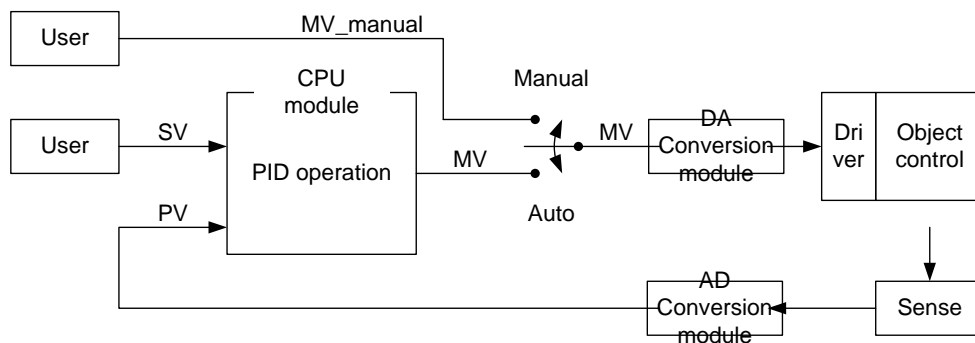 User
MV_manual
Manual
CPU
module
User
SV
PID operation
MV
MV
DA
Conversion
module
Dri
ver
Object
control
PV
Auto
AD
Conversion
module
Sense